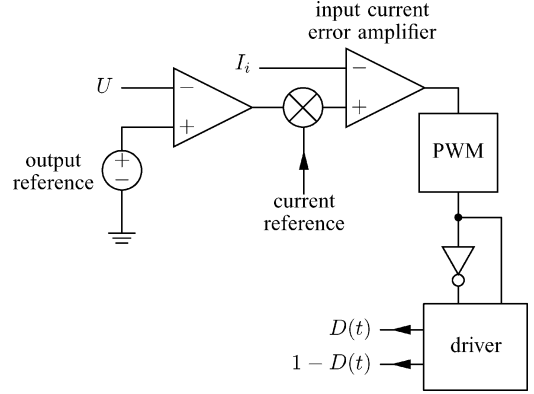 input current
error amplifier
I_i
−
+
U
−
+
output
reference
+
−
current
reference
PWM
D(t)
1 − D(t)
driver